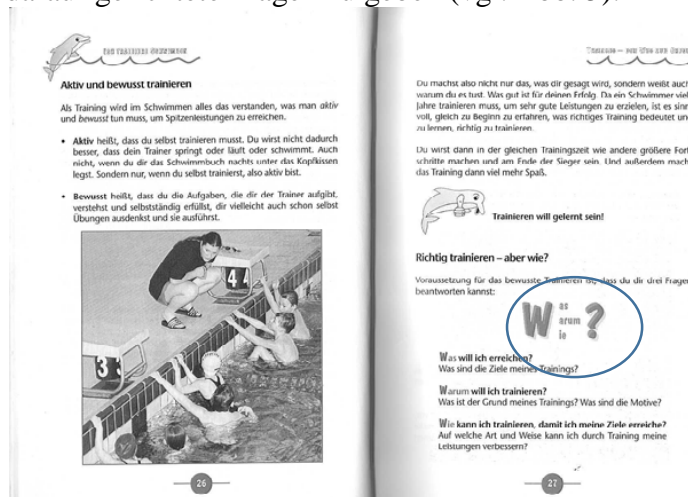 Aktiv und bewusst trainieren
Als Training wird im Schwimmen alles das verstanden, was man aktiv
und bewusst tun muss, um Spitzenleistungen zu erreichen.
• Aktiv heißt, dass du selbst trainieren musst. Du wirst nicht dadurch
besser, dass dein Trainer springt oder läuft oder schwimmt. Auch
nicht, wenn du dir das Schwimmbuch nachts unter das Kopfkissen
legst. Sondern nur, wenn du selbst trainierst, also aktiv bist.
• Bewusst heißt, dass du die Aufgaben, die dir der Trainer aufgibt,
verstehst und selbstständig erfüllst, dir vielleicht auch schon selbst
Übungen ausdenkst und sie ausführst.
4 4
3
26
Du machst also nicht nur das, was dir gesagt wird, sondern weißt auch
warum du es tust. Was gut ist für deinen Erfolg. Da ein Schwimmer viel
Jahre trainieren muss, um sehr gute Leistungen zu erzielen, ist es sinn
voll, gleich zu Beginn zu erfahren, was richtiges Training bedeutet un
zu lernen, richtig zu trainieren.
Du wirst dann in der gleichen Trainingszeit wie andere größere Fort
schritte machen und am Ende der Sieger sein. Und außerdem mach
das Training dann viel mehr Spaß.
Trainieren will gelernt sein!
Richtig trainieren – aber wie?
Voraussetzung für das bewusste Trainieren ist, dass du dir drei Fragen
beantworten kannst:
W as
arum
ie ?
Was will ich erreichen?
Was sind die Ziele meines Trainings?
Warum will ich trainieren?
Was ist der Grund meines Trainings? Was sind die Motive?
Wie kann ich trainieren, damit ich meine Ziele erreiche?
Auf welche Art und Weise kann ich durch Training meine
Leistungen verbessern?
27